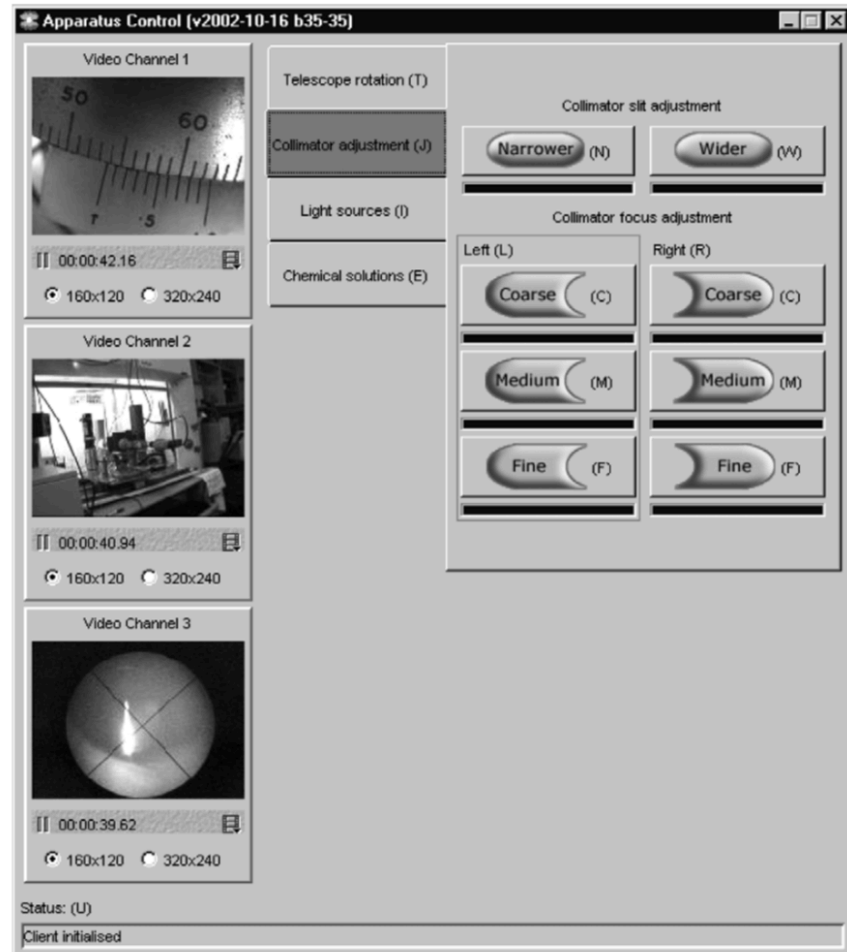 Apparatus Control (v2002-10-16 b35-35)
Video Channel 1
50
60
.5
00:00:42.16
160x120 320x240
Video Channel 2
00:00:40.94
160x120 320x240
Video Channel 3
00:00:39.62
160x120 320x240
Telescope rotation (T)
Collimator adjustment (J)
Light sources (I)
Chemical solutions (E)
Collimator slit adjustment
Narrower (N) Wider (W)
Collimator focus adjustment
Left (L) Right (R)
Coarse (C) Coarse (C)
Medium (M) Medium (M)
Fine (F) Fine (F)
Status: (U)
Client initialised